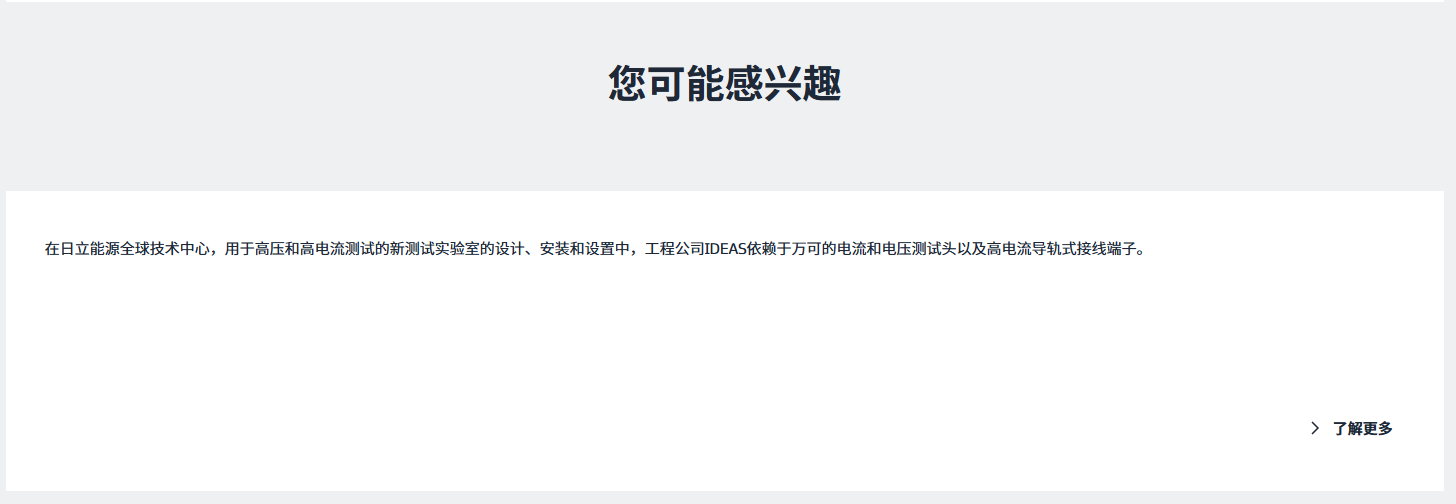 您可能感兴趣
在日立能源全球技术中心，用于高压和高电流测试的新测试实验室的设计、安装和设置中，工程公司IDEAS依赖于万可的电流和电压测试头以及高电流导轨式接线端子。
了解更多